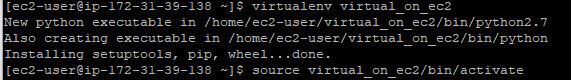 [ec2-user@ip-172-31-39-138 ~]$ virtualenv virtual_on_ec2
New python executable in /home/ec2-user/virtual_on_ec2/bin/python2.7
Also creating executable in /home/ec2-user/virtual_on_ec2/bin/python
Installing setuptools, pip, wheel...done.
[ec2-user@ip-172-31-39-138 ~]$ source virtual_on_ec2/bin/activate